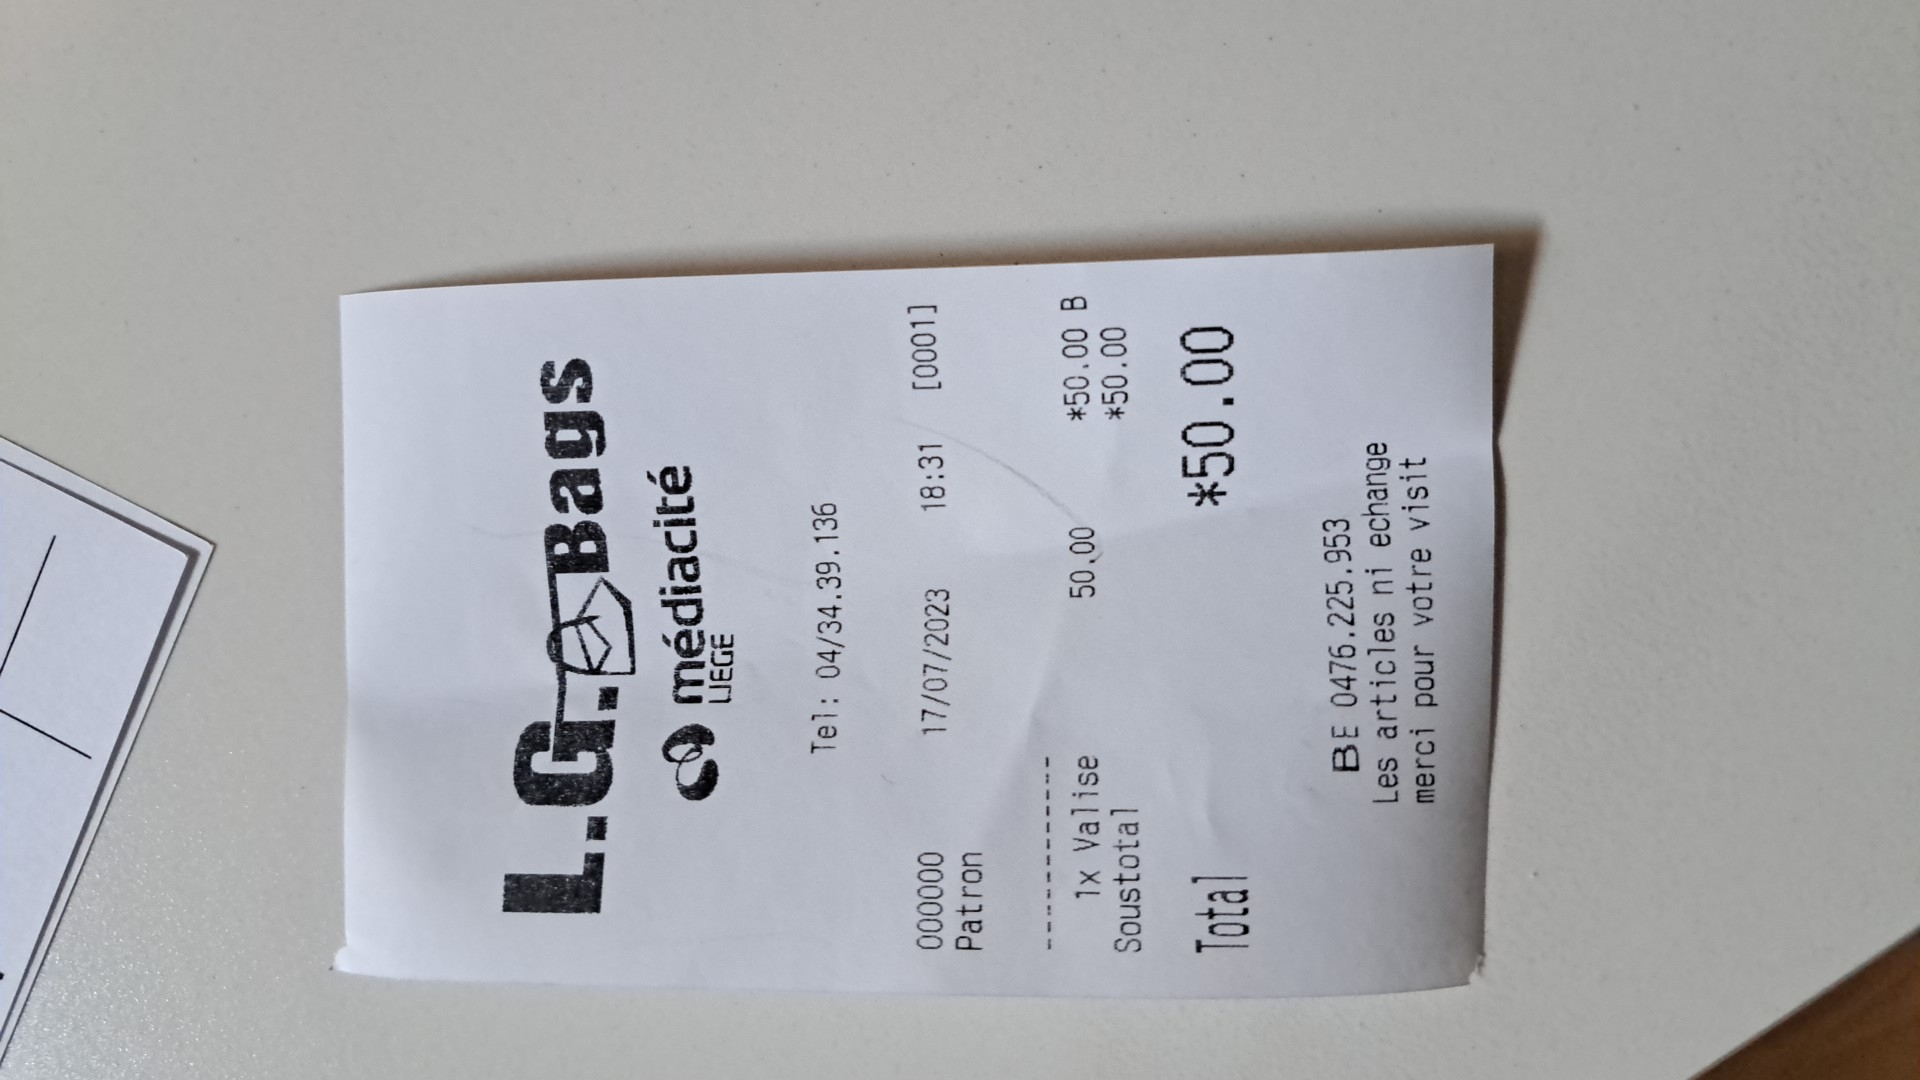 L.G. Bags
médiacité
LIEGE
Tel: 04/34.39.136
000000 17/07/2023 18:31 [0001]
Patron
--------------
1x Valise 50,00 *50.00 B
Soustotal *50.00
Total *50.00
BE 0476.225.953
Les articles ni echange
merci pour votre visit